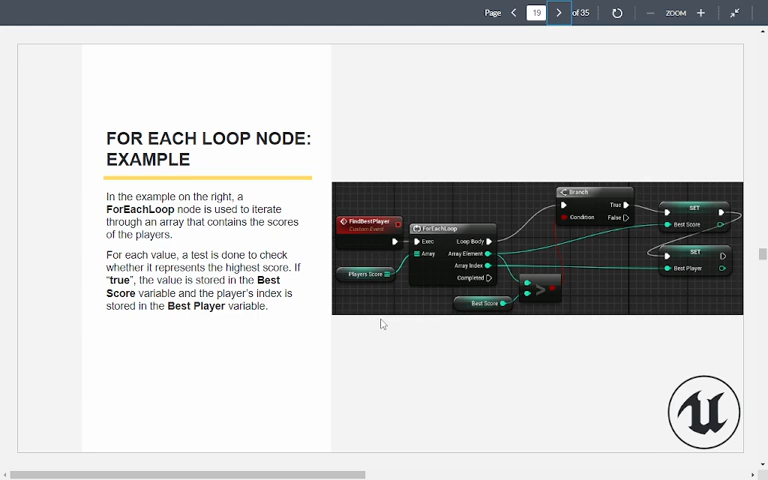 Page 19 of 35 ZOOM
FOR EACH LOOP NODE:
EXAMPLE
In the example on the right, a
ForEachLoop node is used to iterate
through an array that contains the scores
of the players.
For each value, a test is done to check
whether it represents the highest score. If
“true”, the value is stored in the Best
Score variable and the player’s index is
stored in the Best Player variable.
FindBestPlayer
Custom Event
Players Score
ForEachLoop
Exec Loop Body
Array Array Element
Array Index
Completed
Best Score
>
Branch
True
Condition False
SET
Best Score
SET
Best Player